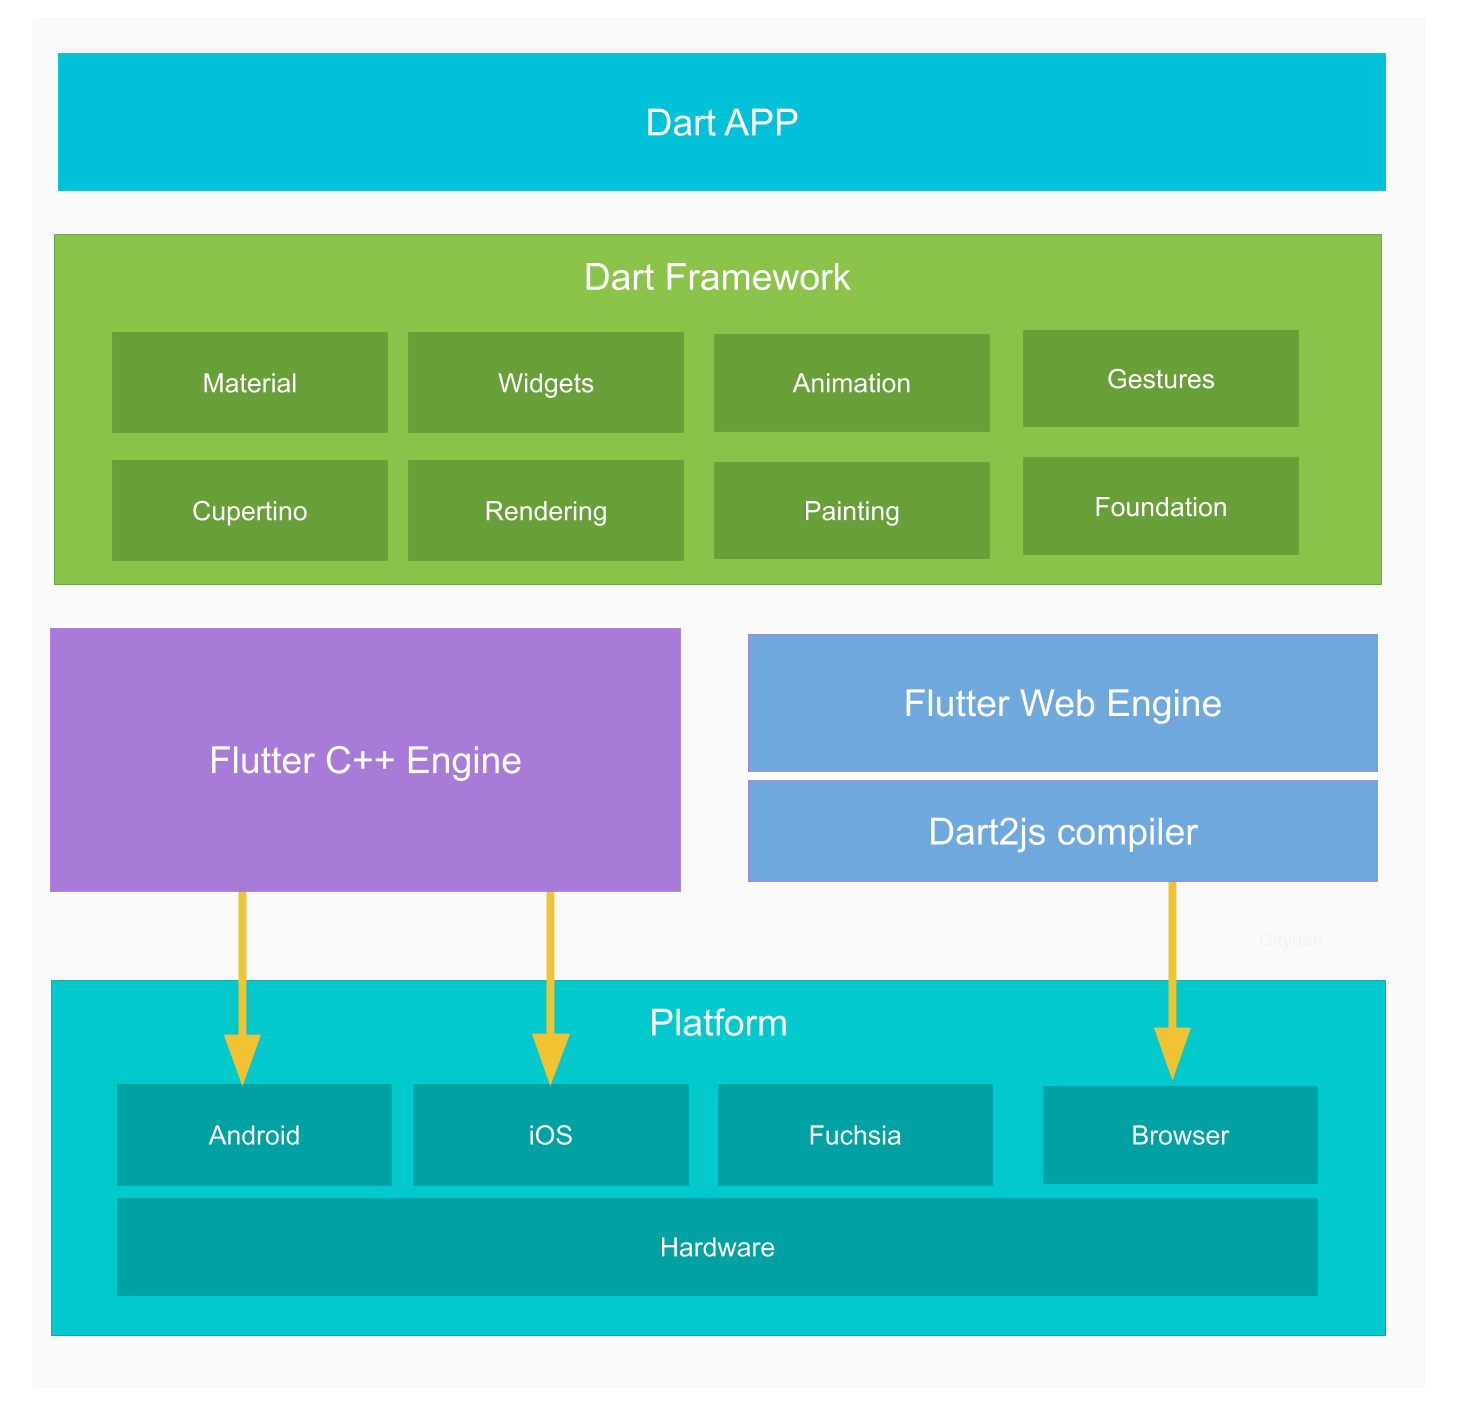 Dart APP
Dart Framework
Material
Widgets
Animation
Gestures
Cupertino
Rendering
Painting
Foundation
Flutter C++ Engine
Flutter Web Engine
Dart2js compiler
Gityuan
Platform
Android
iOS
Fuchsia
Browser
Hardware